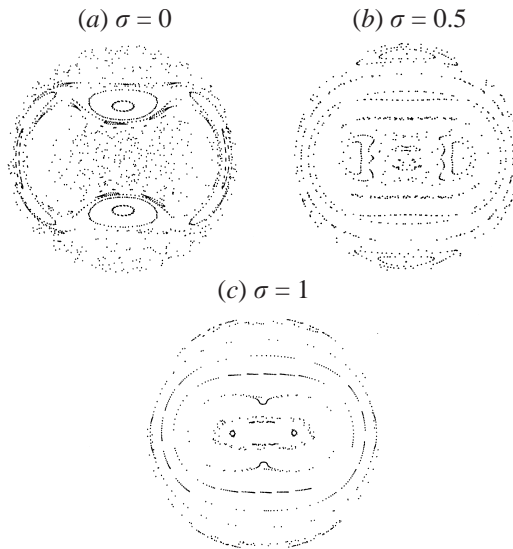 (a) σ = 0
(b) σ = 0.5
(c) σ = 1